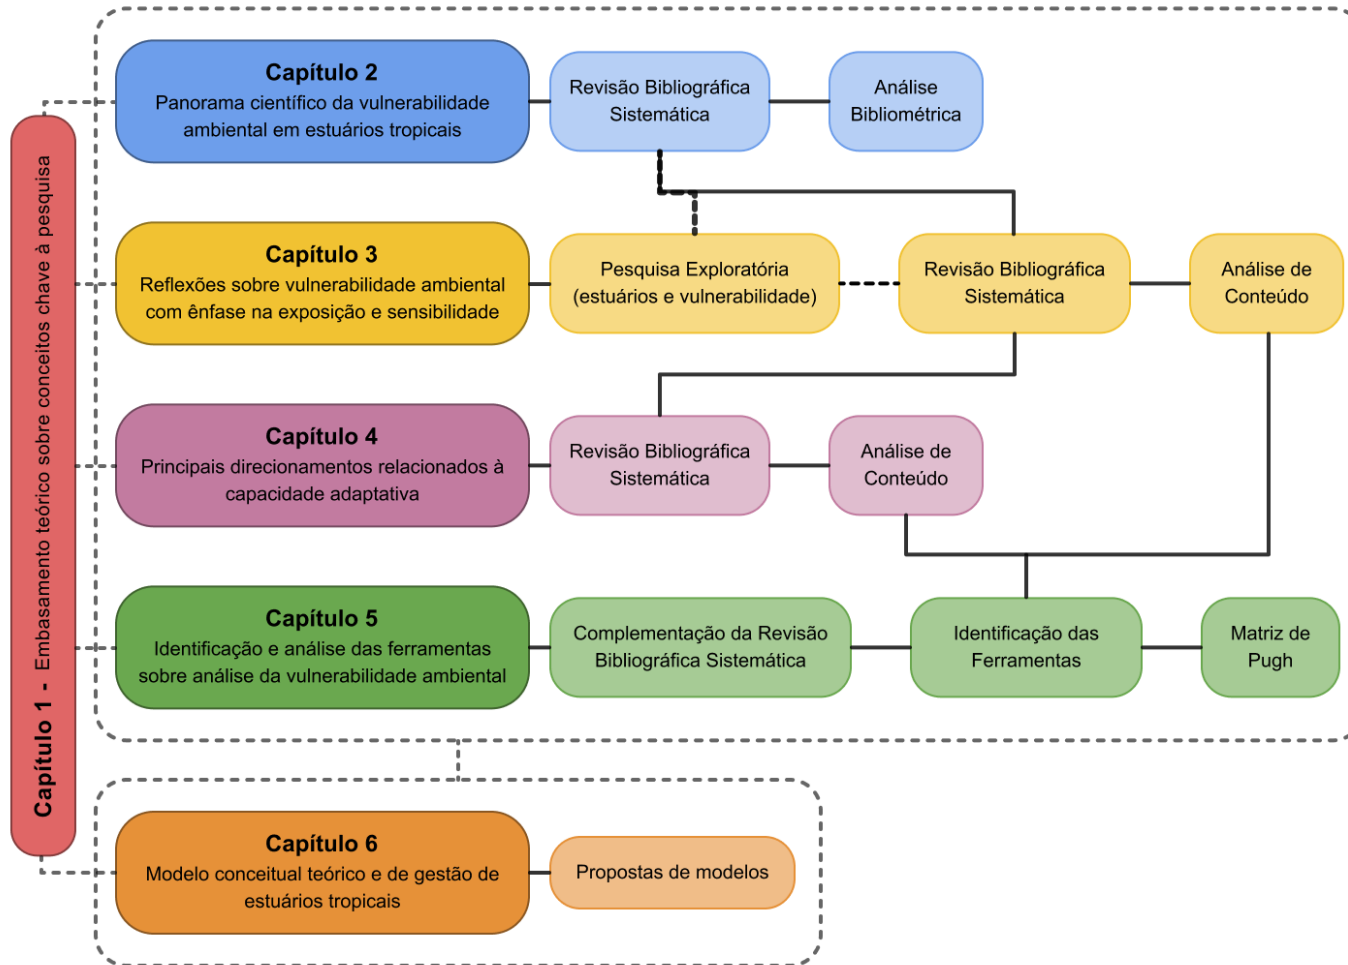 Capítulo 1 - Embasamento teórico sobre conceitos chave à pesquisa
Capítulo 2
Panorama científico da vulnerabilidade
ambiental em estuários tropicais
Revisão Bibliográfica
Sistemática
Análise
Bibliométrica
Capítulo 3
Reflexões sobre vulnerabilidade ambiental
com ênfase na exposição e sensibilidade
Pesquisa Exploratória
(estuários e vulnerabilidade)
Revisão Bibliográfica
Sistemática
Análise de
Conteúdo
Capítulo 4
Principais direcionamentos relacionados à
capacidade adaptativa
Revisão Bibliográfica
Sistemática
Análise de
Conteúdo
Capítulo 5
Identificação e análise das ferramentas
sobre análise da vulnerabilidade ambiental
Complementação da Revisão
Bibliográfica Sistemática
Identificação das
Ferramentas
Matriz de
Pugh
Capítulo 6
Modelo conceitual teórico e de gestão de
estuários tropicais
Propostas de modelos